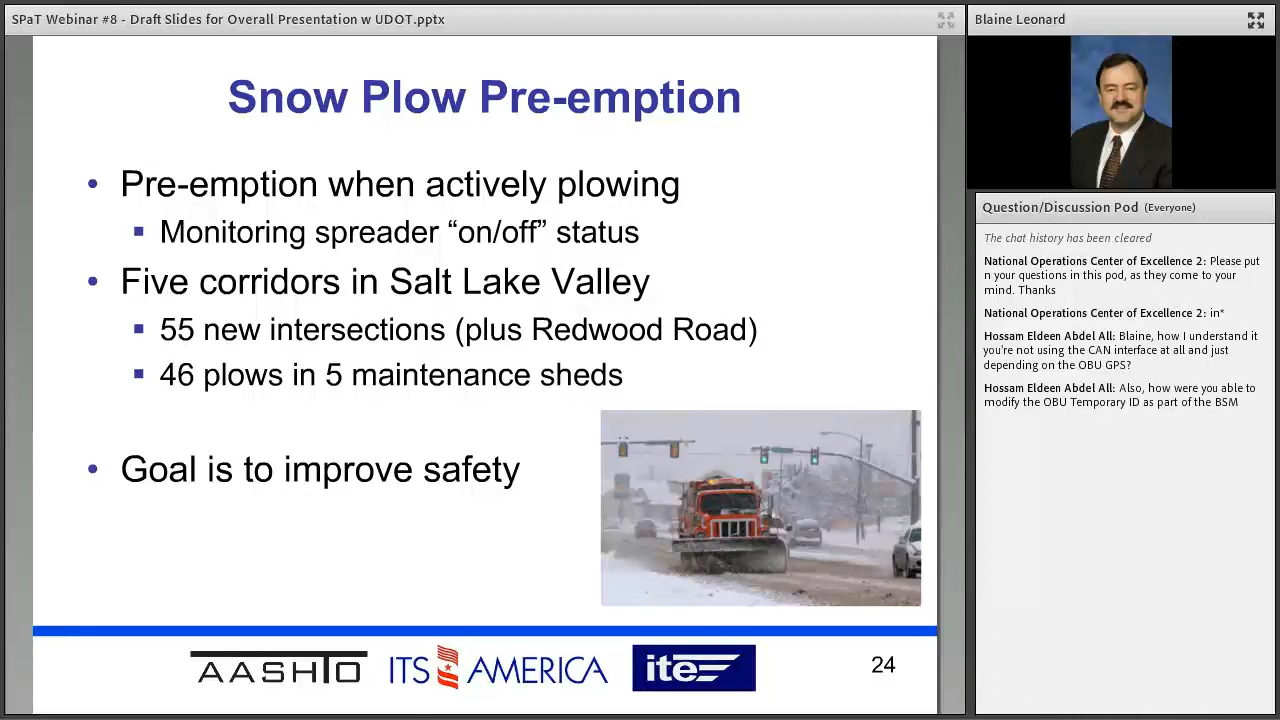 SPaT Webinar #8 - Draft Slides for Overall Presentation w UDOT.pptx
Snow Plow Pre-emption
• Pre-emption when actively plowing
▪ Monitoring spreader “on/off” status
• Five corridors in Salt Lake Valley
▪ 55 new intersections (plus Redwood Road)
▪ 46 plows in 5 maintenance sheds
• Goal is to improve safety
AASHTO
ITS AMERICA
ite
24
Blaine Leonard
Question/Discussion Pod (Everyone)
The chat history has been cleared
National Operations Center of Excellence 2: Please put
n your questions in this pod, as they come to your
mind. Thanks
National Operations Center of Excellence 2: in*
Hossam Eldeen Abdel All: Blaine, how I understand it
you're not using the CAN interface at all and just
depending on the OBU GPS?
Hossam Eldeen Abdel All: Also, how were you able to
modify the OBU Temporary ID as part of the BSM